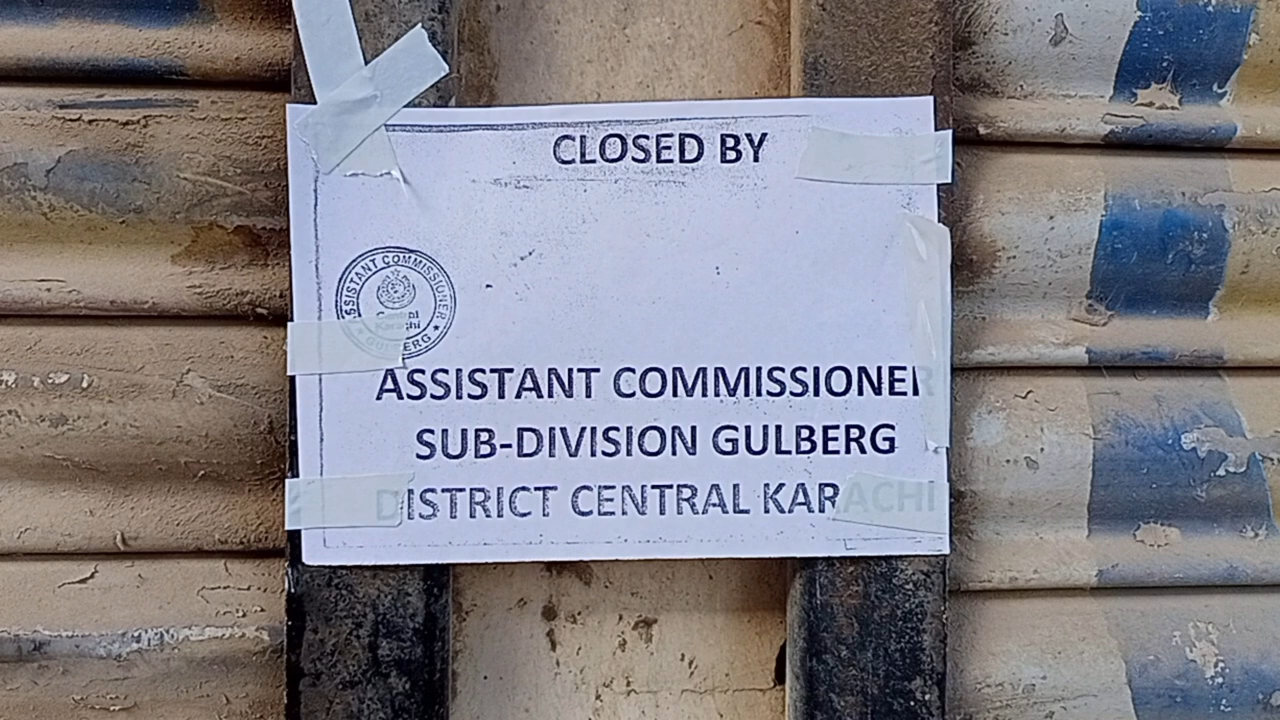 CLOSED BY
ASSISTANT COMMISSIONER
Central
Karachi
★ GULBERG ★
ASSISTANT COMMISSIONER
SUB-DIVISION GULBERG
DISTRICT CENTRAL KARACHI